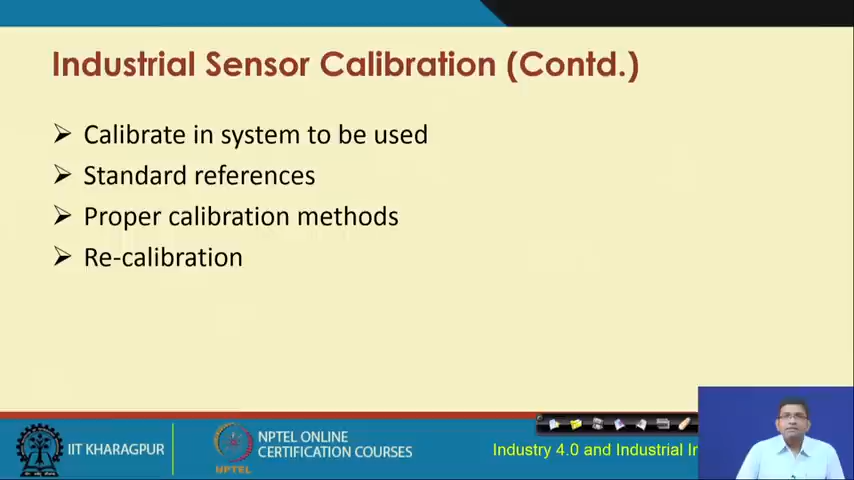 Industrial Sensor Calibration (Contd.)
➢ Calibrate in system to be used
➢ Standard references
➢ Proper calibration methods
➢ Re-calibration
IIT KHARAGPUR
NPTEL
NPTEL ONLINE
CERTIFICATION COURSES
Industry 4.0 and Industrial In